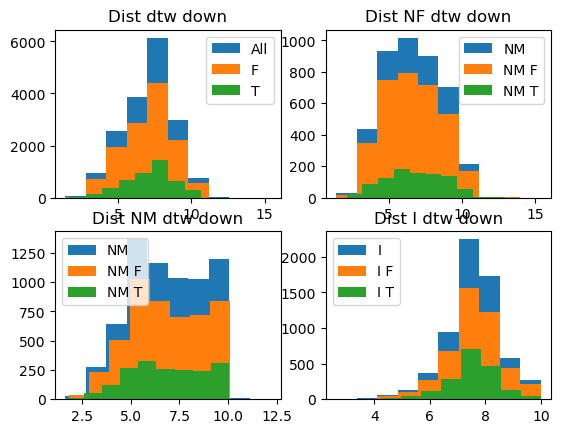 Dist dtw down
6000
4000
2000
0
5
10
15
All
F
T
Dist NF dtw down
1000
800
600
400
200
0
5
10
15
NM
NM F
NM T
Dist NM dtw down
1250
1000
750
500
250
0
2.5
5.0
7.5
10.0
12.5
NM
NM F
NM T
Dist I dtw down
2000
1500
1000
500
0
4
6
8
10
I
I F
I T